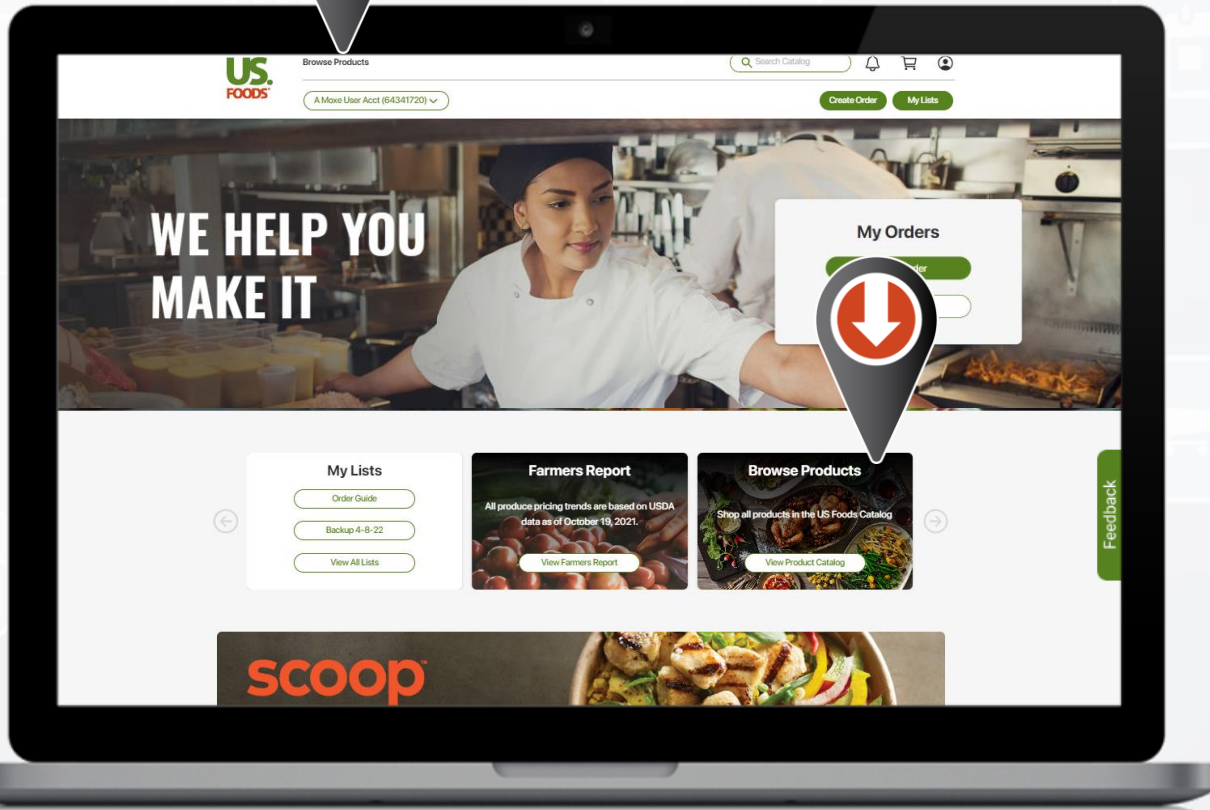 US.
FOODS
Browse Products
Search Catalog
A Moxe User Acct (64341720)
Create Order
My Lists
WE HELP YOU
MAKE IT
My Orders
My Lists
Order Guide
Backup 4-8-22
View All Lists
Farmers Report
All produce pricing trends are based on USDA
data as of October 19, 2021.
View Farmers Report
Browse Products
Shop all products in the US Foods Catalog
View Product Catalog
Feedback
scoop